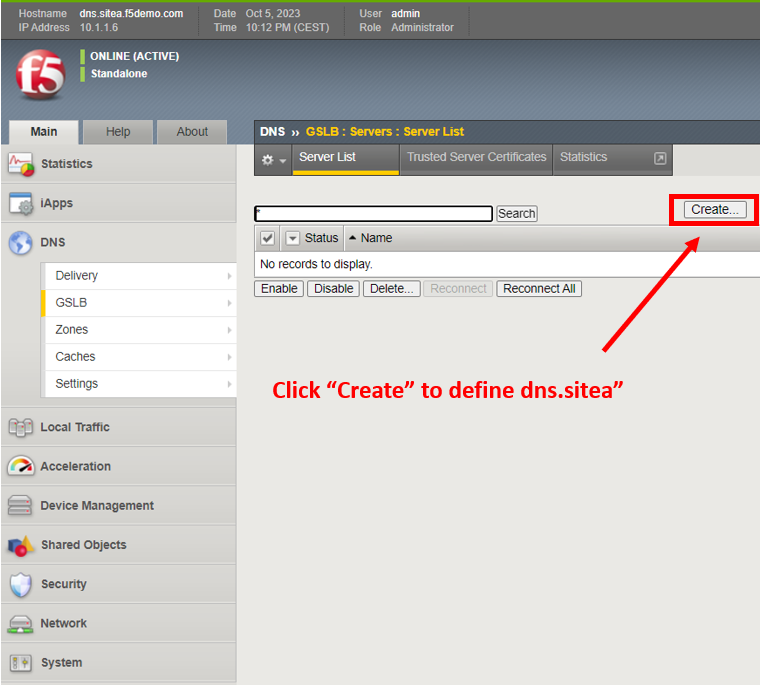 Hostname dns.sitea.f5demo.com Date Oct 5, 2023 User admin
IP Address 10.1.1.6 Time 10:12 PM (CEST) Role Administrator
f5
ONLINE (ACTIVE)
Standalone
Main Help About
DNS ›› GSLB : Servers : Server List
Server List Trusted Server Certificates Statistics
Statistics
iApps
DNS
Delivery
GSLB
Zones
Caches
Settings
Local Traffic
Acceleration
Device Management
Shared Objects
Security
Network
System
* Search Create...
Status Name
No records to display.
Enable Disable Delete... Reconnect Reconnect All
Click “Create” to define dns.sitea”